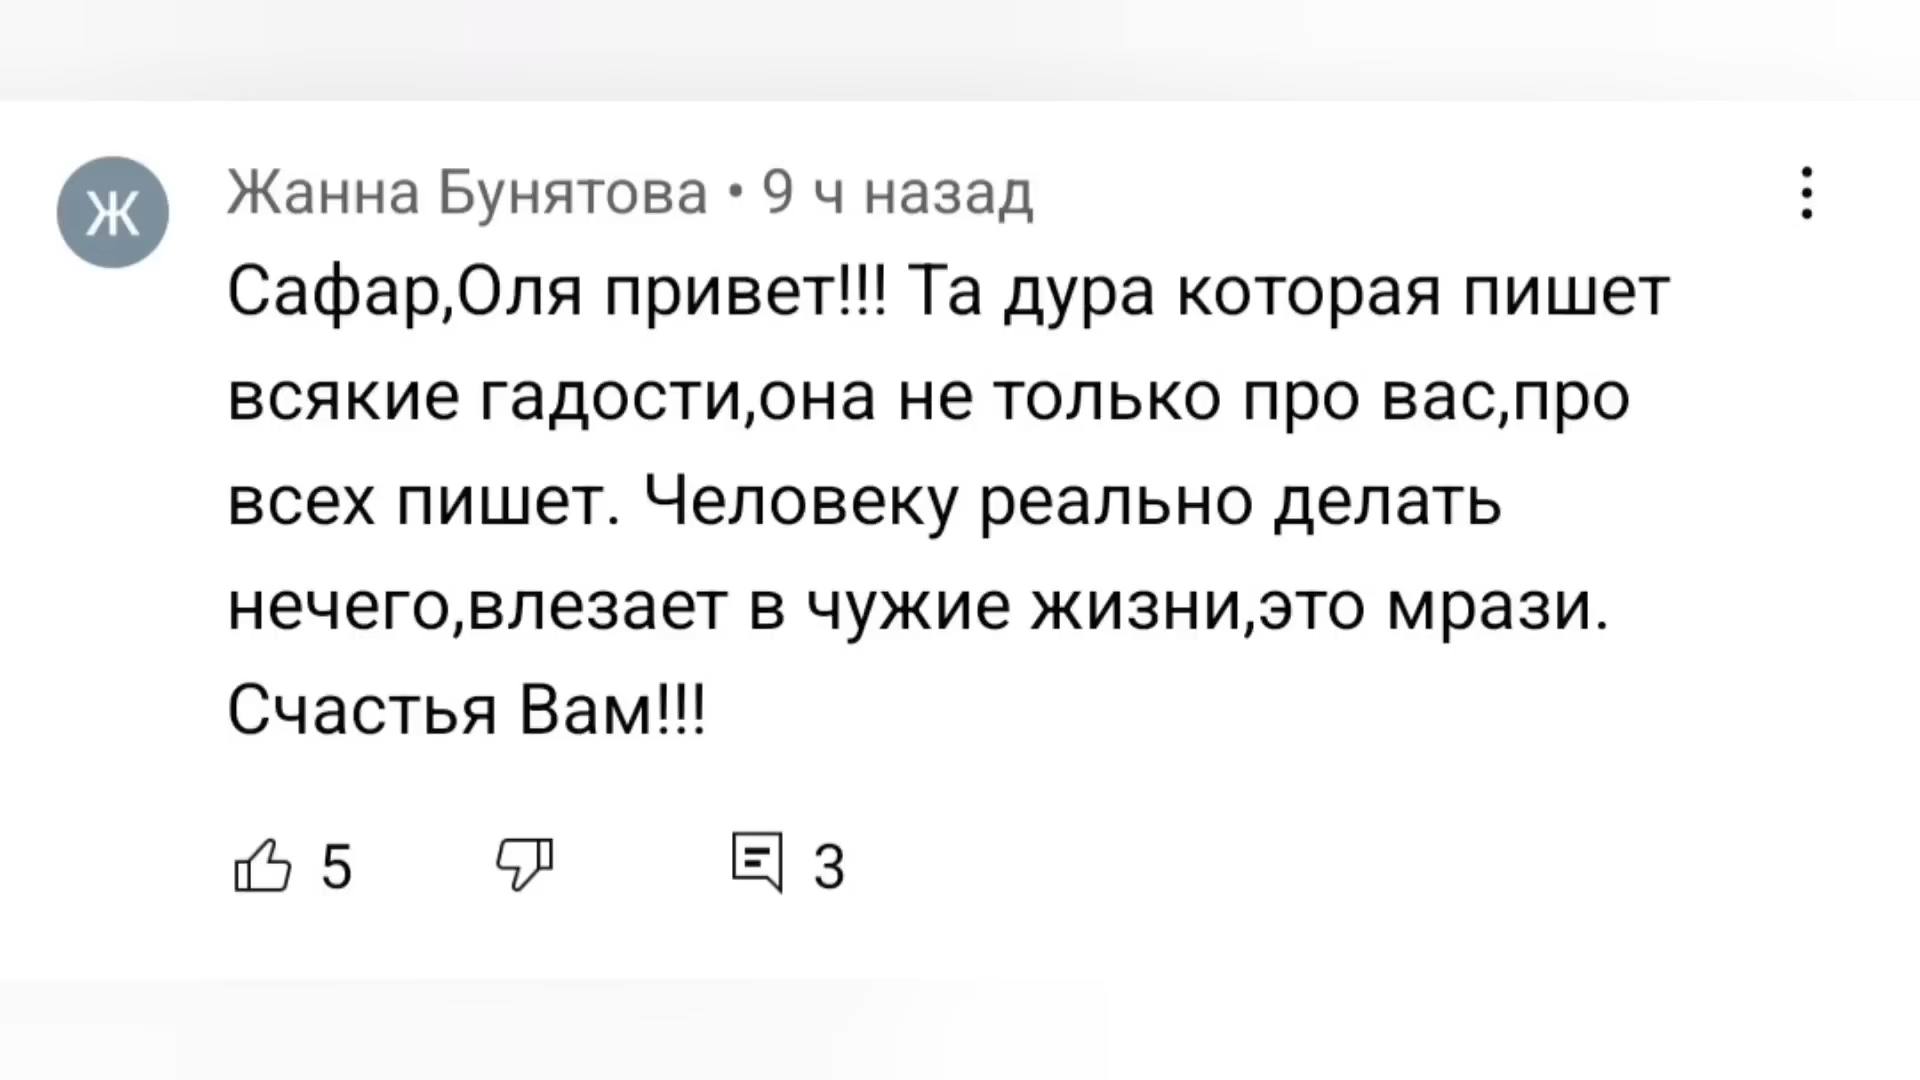 Ж
Жанна Бунятова • 9 ч назад
Сафар,Оля привет!!! Та дура которая пишет
всякие гадости,она не только про вас,про
всех пишет. Человеку реально делать
нечего,влезает в чужие жизни,это мрази.
Счастья Вам!!!
5 3